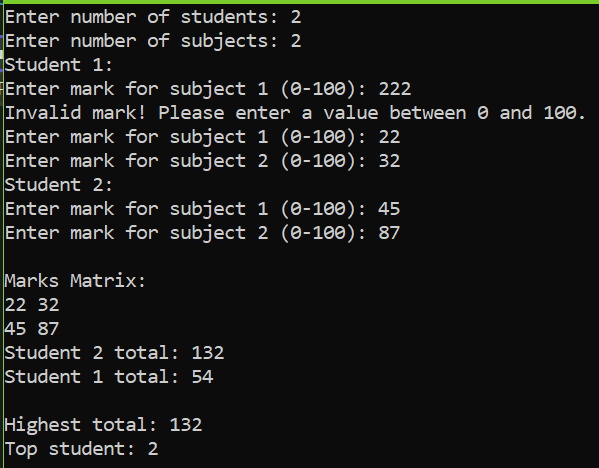 Enter number of students: 2
Enter number of subjects: 2
Student 1:
Enter mark for subject 1 (0-100): 222
Invalid mark! Please enter a value between 0 and 100.
Enter mark for subject 1 (0-100): 22
Enter mark for subject 2 (0-100): 32
Student 2:
Enter mark for subject 1 (0-100): 45
Enter mark for subject 2 (0-100): 87
Marks Matrix:
22 32
45 87
Student 2 total: 132
Student 1 total: 54
Highest total: 132
Top student: 2